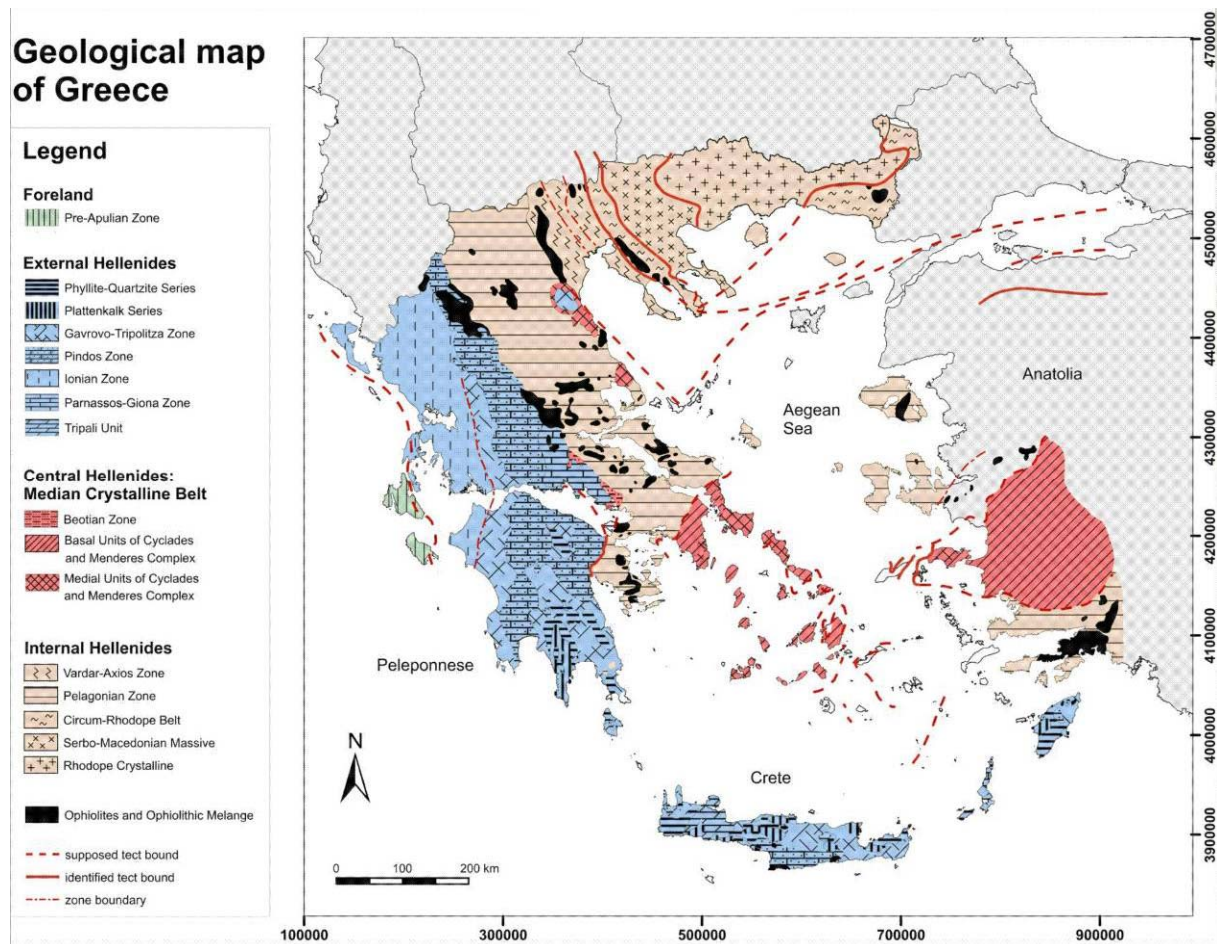 Geological map
of Greece
Legend
Foreland
Pre-Apulian Zone
External Hellenides
Phyllite-Quartzite Series
Plattenkalk Series
Gavrovo-Tripolitza Zone
Pindos Zone
Ionian Zone
Parnassos-Giona Zone
Tripali Unit
Central Hellenides:
Median Crystalline Belt
Beotian Zone
Basal Units of Cyclades
and Menderes Complex
Medial Units of Cyclades
and Menderes Complex
Internal Hellenides
Vardar-Axios Zone
Pelagonian Zone
Circum-Rhodope Belt
Serbo-Macedonian Massive
Rhodope Crystalline
Ophiolites and Ophiolithic Melange
supposed tect bound
identified tect bound
zone boundary
Anatolia
Aegean
Sea
Peleponnese
Crete
N
0 100 200 km
100000 300000 500000 700000 900000
4700000
4600000
4500000
4400000
4300000
4200000
4100000
4000000
3900000